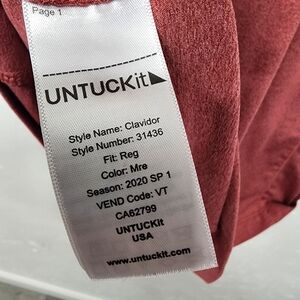 Page 1
UNTUCKit
Style Name: Clavidor
Style Number: 31436
Fit: Reg
Color: Mre
Season: 2020 SP 1
VEND Code: VT
CA62799
UNTUCKit
USA
www.untuckit.com